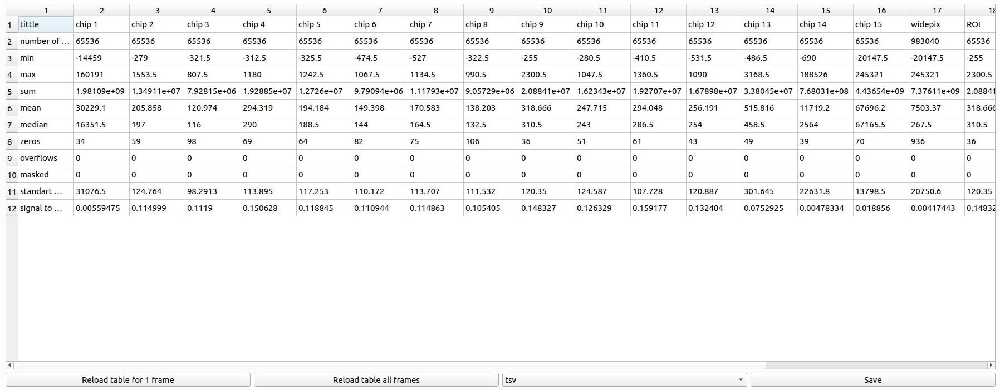 1 2 3 4 5 6 7 8 9 10 11 12 13 14 15 16 17 18
1 tittle chip 1 chip 2 chip 3 chip 4 chip 5 chip 6 chip 7 chip 8 chip 9 chip 10 chip 11 chip 12 chip 13 chip 14 chip 15 widepix ROI
2 number of ... 65536 65536 65536 65536 65536 65536 65536 65536 65536 65536 65536 65536 65536 65536 65536 983040 65536
3 min -14459 -279 -321.5 -312.5 -325.5 -474.5 -527 -322.5 -255 -280.5 -410.5 -531.5 -486.5 -690 -20147.5 -20147.5 -255
4 max 160191 1553.5 807.5 1180 1242.5 1067.5 1134.5 990.5 2300.5 1047.5 1360.5 1090 3168.5 188526 245321 245321 2300.5
5 sum 1.98109e+09 1.34911e+07 7.92815e+06 1.92885e+07 1.2726e+07 9.79094e+06 1.11793e+07 9.05729e+06 2.08841e+07 1.62343e+07 1.92707e+07 1.67898e+07 3.38045e+07 7.68031e+08 4.43654e+09 7.37611e+09 2.08841
6 mean 30229.1 205.858 120.974 294.319 194.184 149.398 170.583 138.203 318.666 247.715 294.048 256.191 515.816 11719.2 67696.2 7503.37 318.666
7 median 16351.5 197 116 290 188.5 144 164.5 132.5 310.5 243 286.5 254 458.5 2564 67165.5 267.5 310.5
8 zeros 34 59 98 69 64 82 75 106 36 51 61 43 49 39 70 936 36
9 overflows 0 0 0 0 0 0 0 0 0 0 0 0 0 0 0 0 0
10 masked 0 0 0 0 0 0 0 0 0 0 0 0 0 0 0 0 0
11 standart ... 31076.5 124.764 98.2913 113.895 117.253 110.172 113.707 111.532 120.35 124.587 107.728 120.887 301.645 22631.8 13798.5 20750.6 120.35
12 signal to ... 0.00559475 0.114999 0.1119 0.150628 0.118845 0.110944 0.114863 0.105405 0.148327 0.126329 0.159177 0.132404 0.0752925 0.00478334 0.018856 0.00417443 0.1483
Reload table for 1 frame Reload table all frames tsv Save